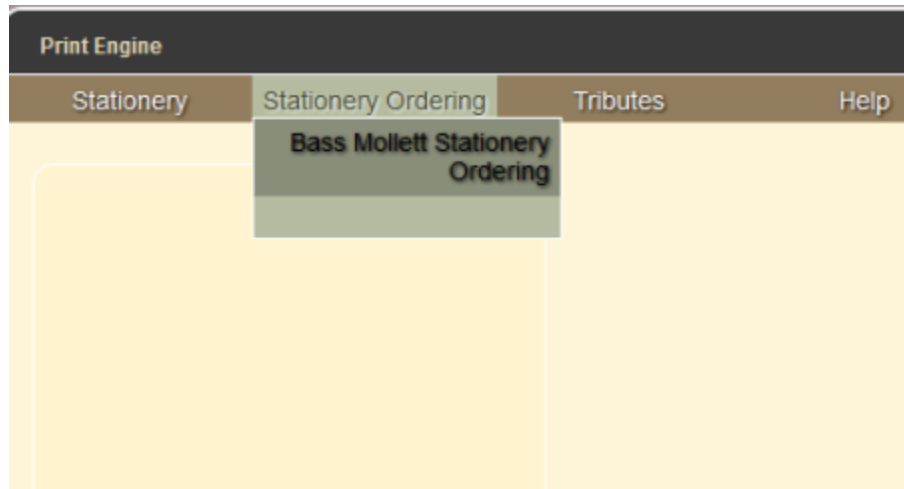 Print Engine
Stationery Stationery Ordering Tributes Help
Bass Mollett Stationery
Ordering